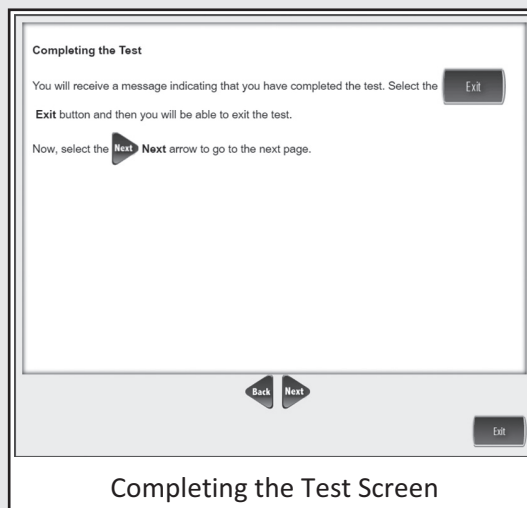 Completing the Test
You will receive a message indicating that you have completed the test. Select the Exit
Exit button and then you will be able to exit the test.
Now, select the Next Next arrow to go to the next page.
Back Next
Exit
Completing the Test Screen